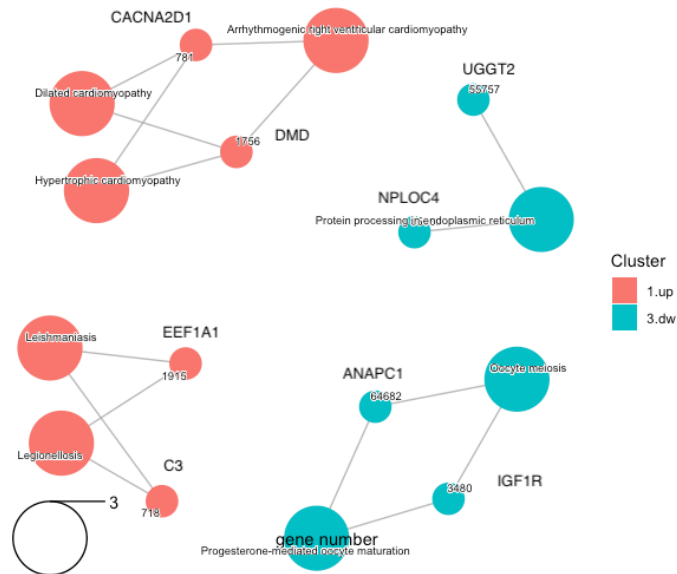 CACNA2D1
Arrhythmogenic right ventricular cardiomyopathy
781
UGGT2
55757
Dilated cardiomyopathy
1756
DMD
Hypertrophic cardiomyopathy
NPLOC4
Protein processing in endoplasmic reticulum
Cluster
1.up
3.dw
Leishmaniasis
EEF1A1
1915
ANAPC1
64682
Oocyte meiosis
Legionellosis
C3
718
3480
IGF1R
3
gene number
Progesterone-mediated oocyte maturation